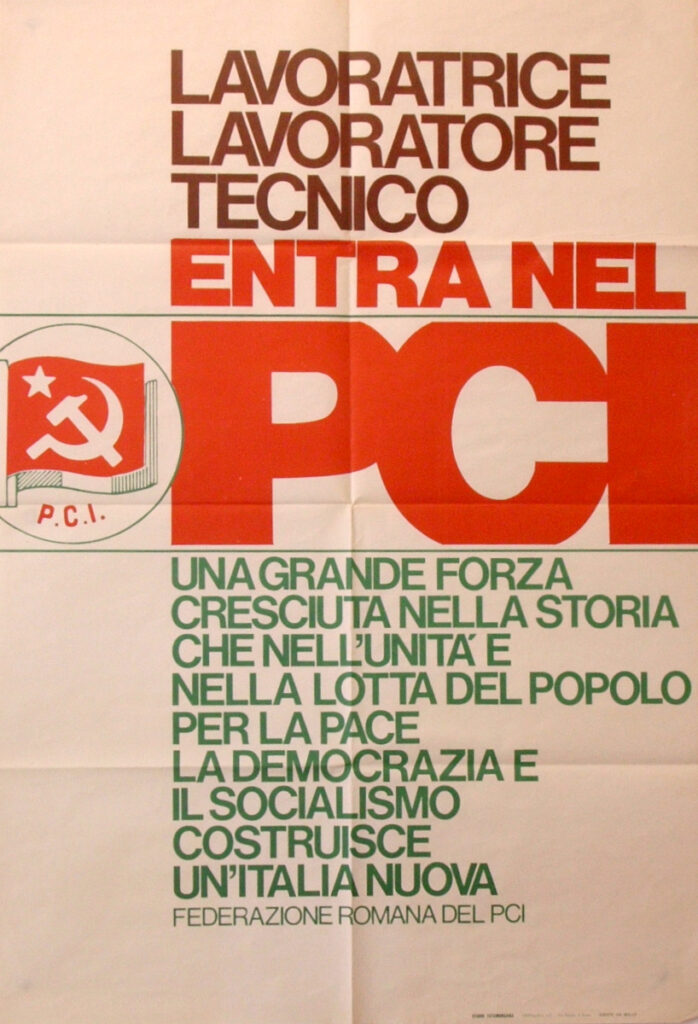 LAVORATRICE
LAVORATORE
TECNICO
ENTRA NEL
PCI
P.C.I.
UNA GRANDE FORZA
CRESCIUTA NELLA STORIA
CHE NELL'UNITA' E
NELLA LOTTA DEL POPOLO
PER LA PACE
LA DEMOCRAZIA E
IL SOCIALISMO
COSTRUISCE
UN'ITALIA NUOVA
FEDERAZIONE ROMANA DEL PCI